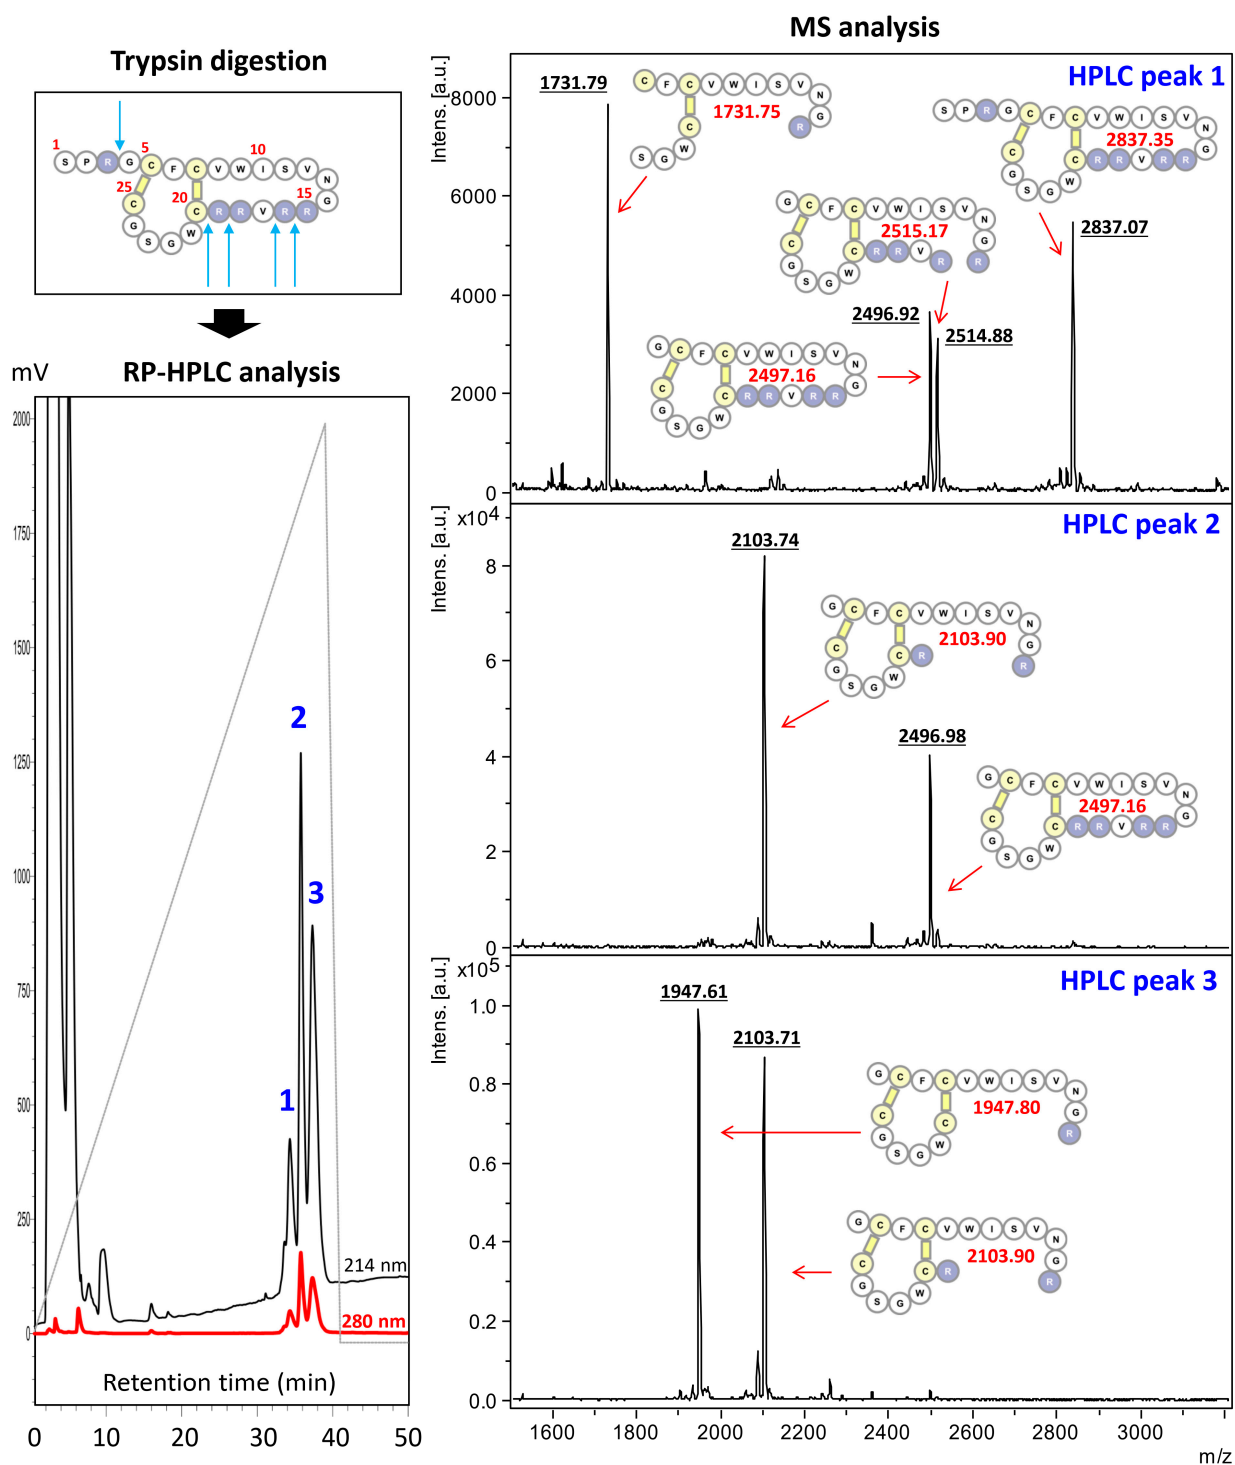 MS analysis
Trypsin digestion
1 5 10
S P R G C F C V W I S V N
25 20 15
G R R V R R C W G S G C
RP-HPLC analysis
mV
2000
1750
1500
1250
1000
750
500
250
0
2
3
1
214 nm
280 nm
Retention time (min)
0 10 20 30 40 50
HPLC peak 1
Intens. [a.u.]
8000
6000
4000
2000
0
1731.79
C F C V W I S V N G R
1731.75
C W G S
2496.92
2514.88
2837.07
S P R G C F C V W I S V N G
2837.35
R R V R R C W G S G C
G C F C V W I S V N G R
2515.17
R V R R C W G S G C
G C F C V W I S V N G
2497.16
R R V R R C W G S G C
HPLC peak 2
Intens. [a.u.]
x10⁴
8
6
4
2
0
2103.74
G C F C V W I S V N G R
2103.90
R C W G S G C
2496.98
G C F C V W I S V N G
2497.16
R R V R R C W G S G C
HPLC peak 3
Intens. [a.u.]
x10⁵
1.0
0.8
0.6
0.4
0.2
0.0
1947.61
2103.71
G C F C V W I S V N G R
1947.80
C W G S G C
G C F C V W I S V N G R
2103.90
R C W G S G C
1600 1800 2000 2200 2400 2600 2800 3000
m/z